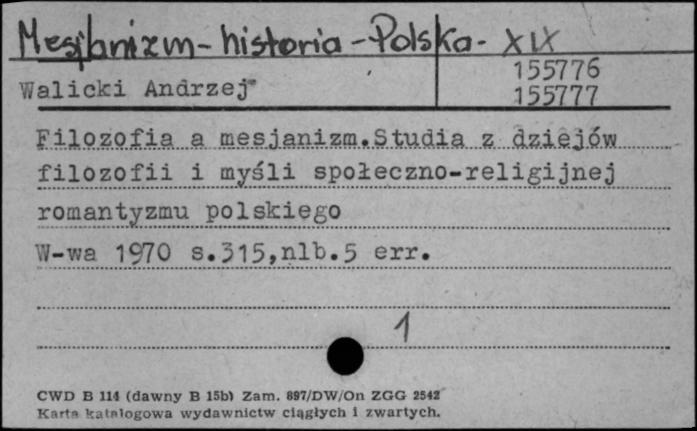 Mesjanizm - historia - Polska - XIX
155776
Walicki Andrzej
155777
Filozofia a mesjanizm.Studia z dziejów
filozofii i myśli społeczno-religijnej
romantyzmu polskiego
W-wa 1970 s.315,nlb.5 err.
1
CWD B 114 (dawny B 15b) Zam. 897/DW/On ZGG 2542
Karta katalogowa wydawnictw ciągłych i zwartych.